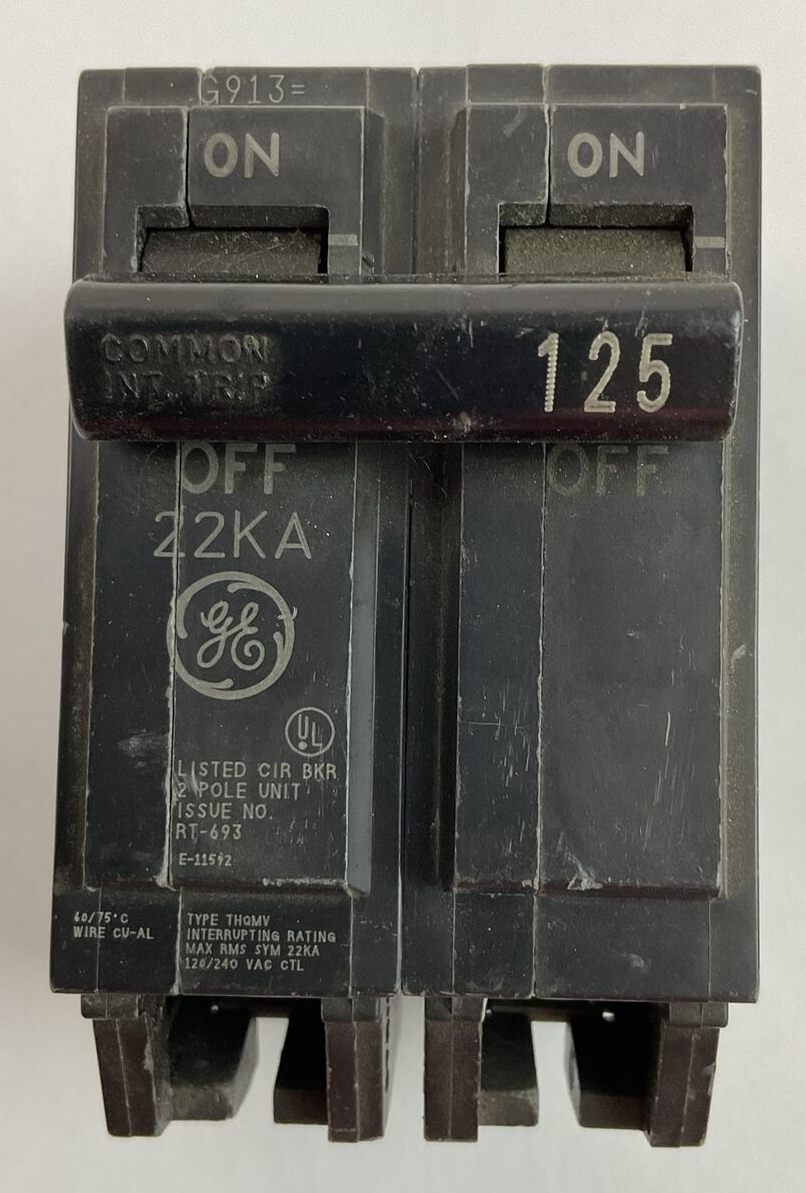 G913=
ON ON
COMMON
INT. TRIP
125
OFF OFF
22KA
GE
UL
LISTED CIR BKR
2 POLE UNIT
ISSUE NO.
RT-693
E-11592
60/75°C
WIRE CU-AL
TYPE THQMV
INTERRUPTING RATING
MAX RMS SYM 22KA
120/240 VAC CTL